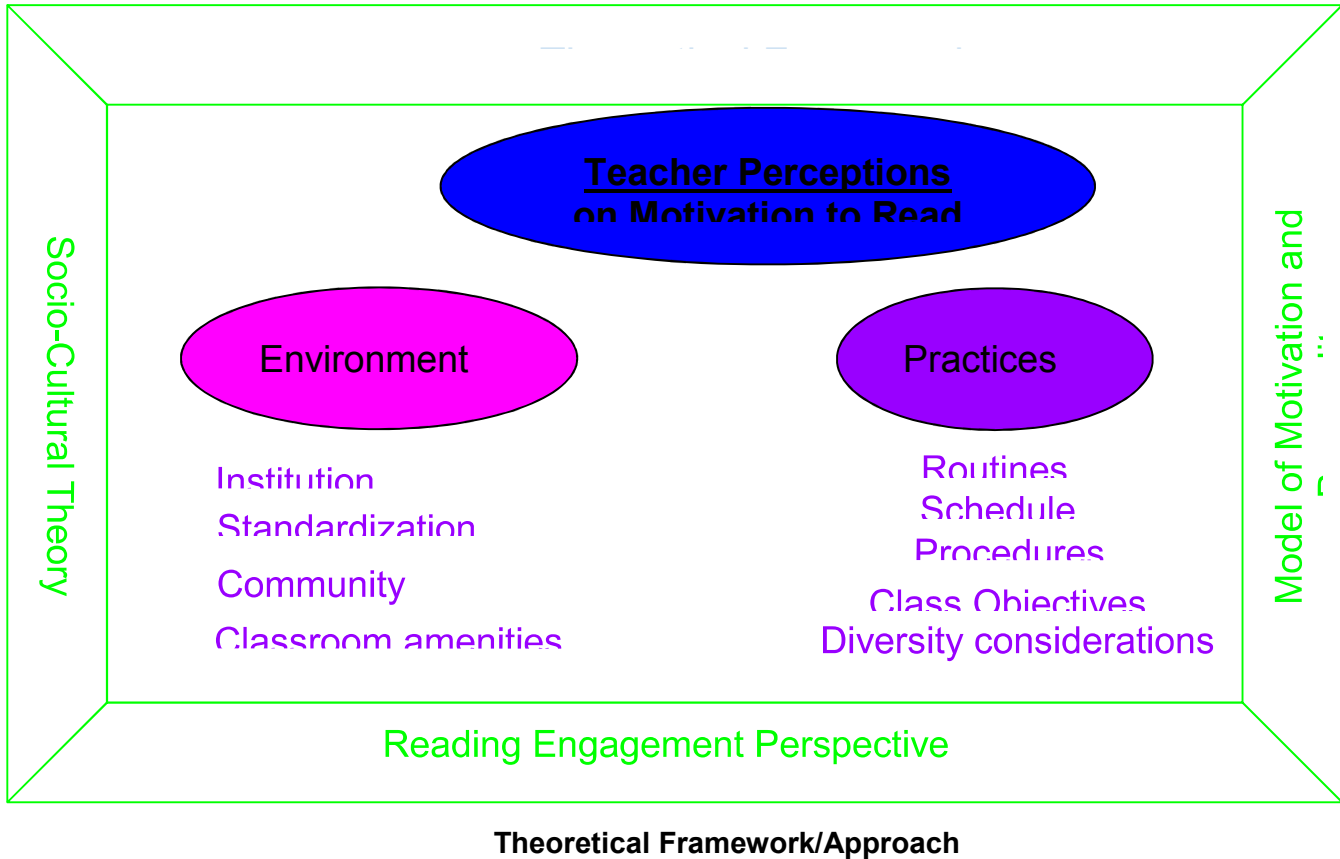 Teacher Perceptions
on Motivation to Read
Environment
Practices
Institution
Standardization
Community
Classroom amenities
Routines
Schedule
Procedures
Class Objectives
Diversity considerations
Socio-Cultural Theory
Model of Motivation and
Reading Engagement Perspective
Theoretical Framework/Approach